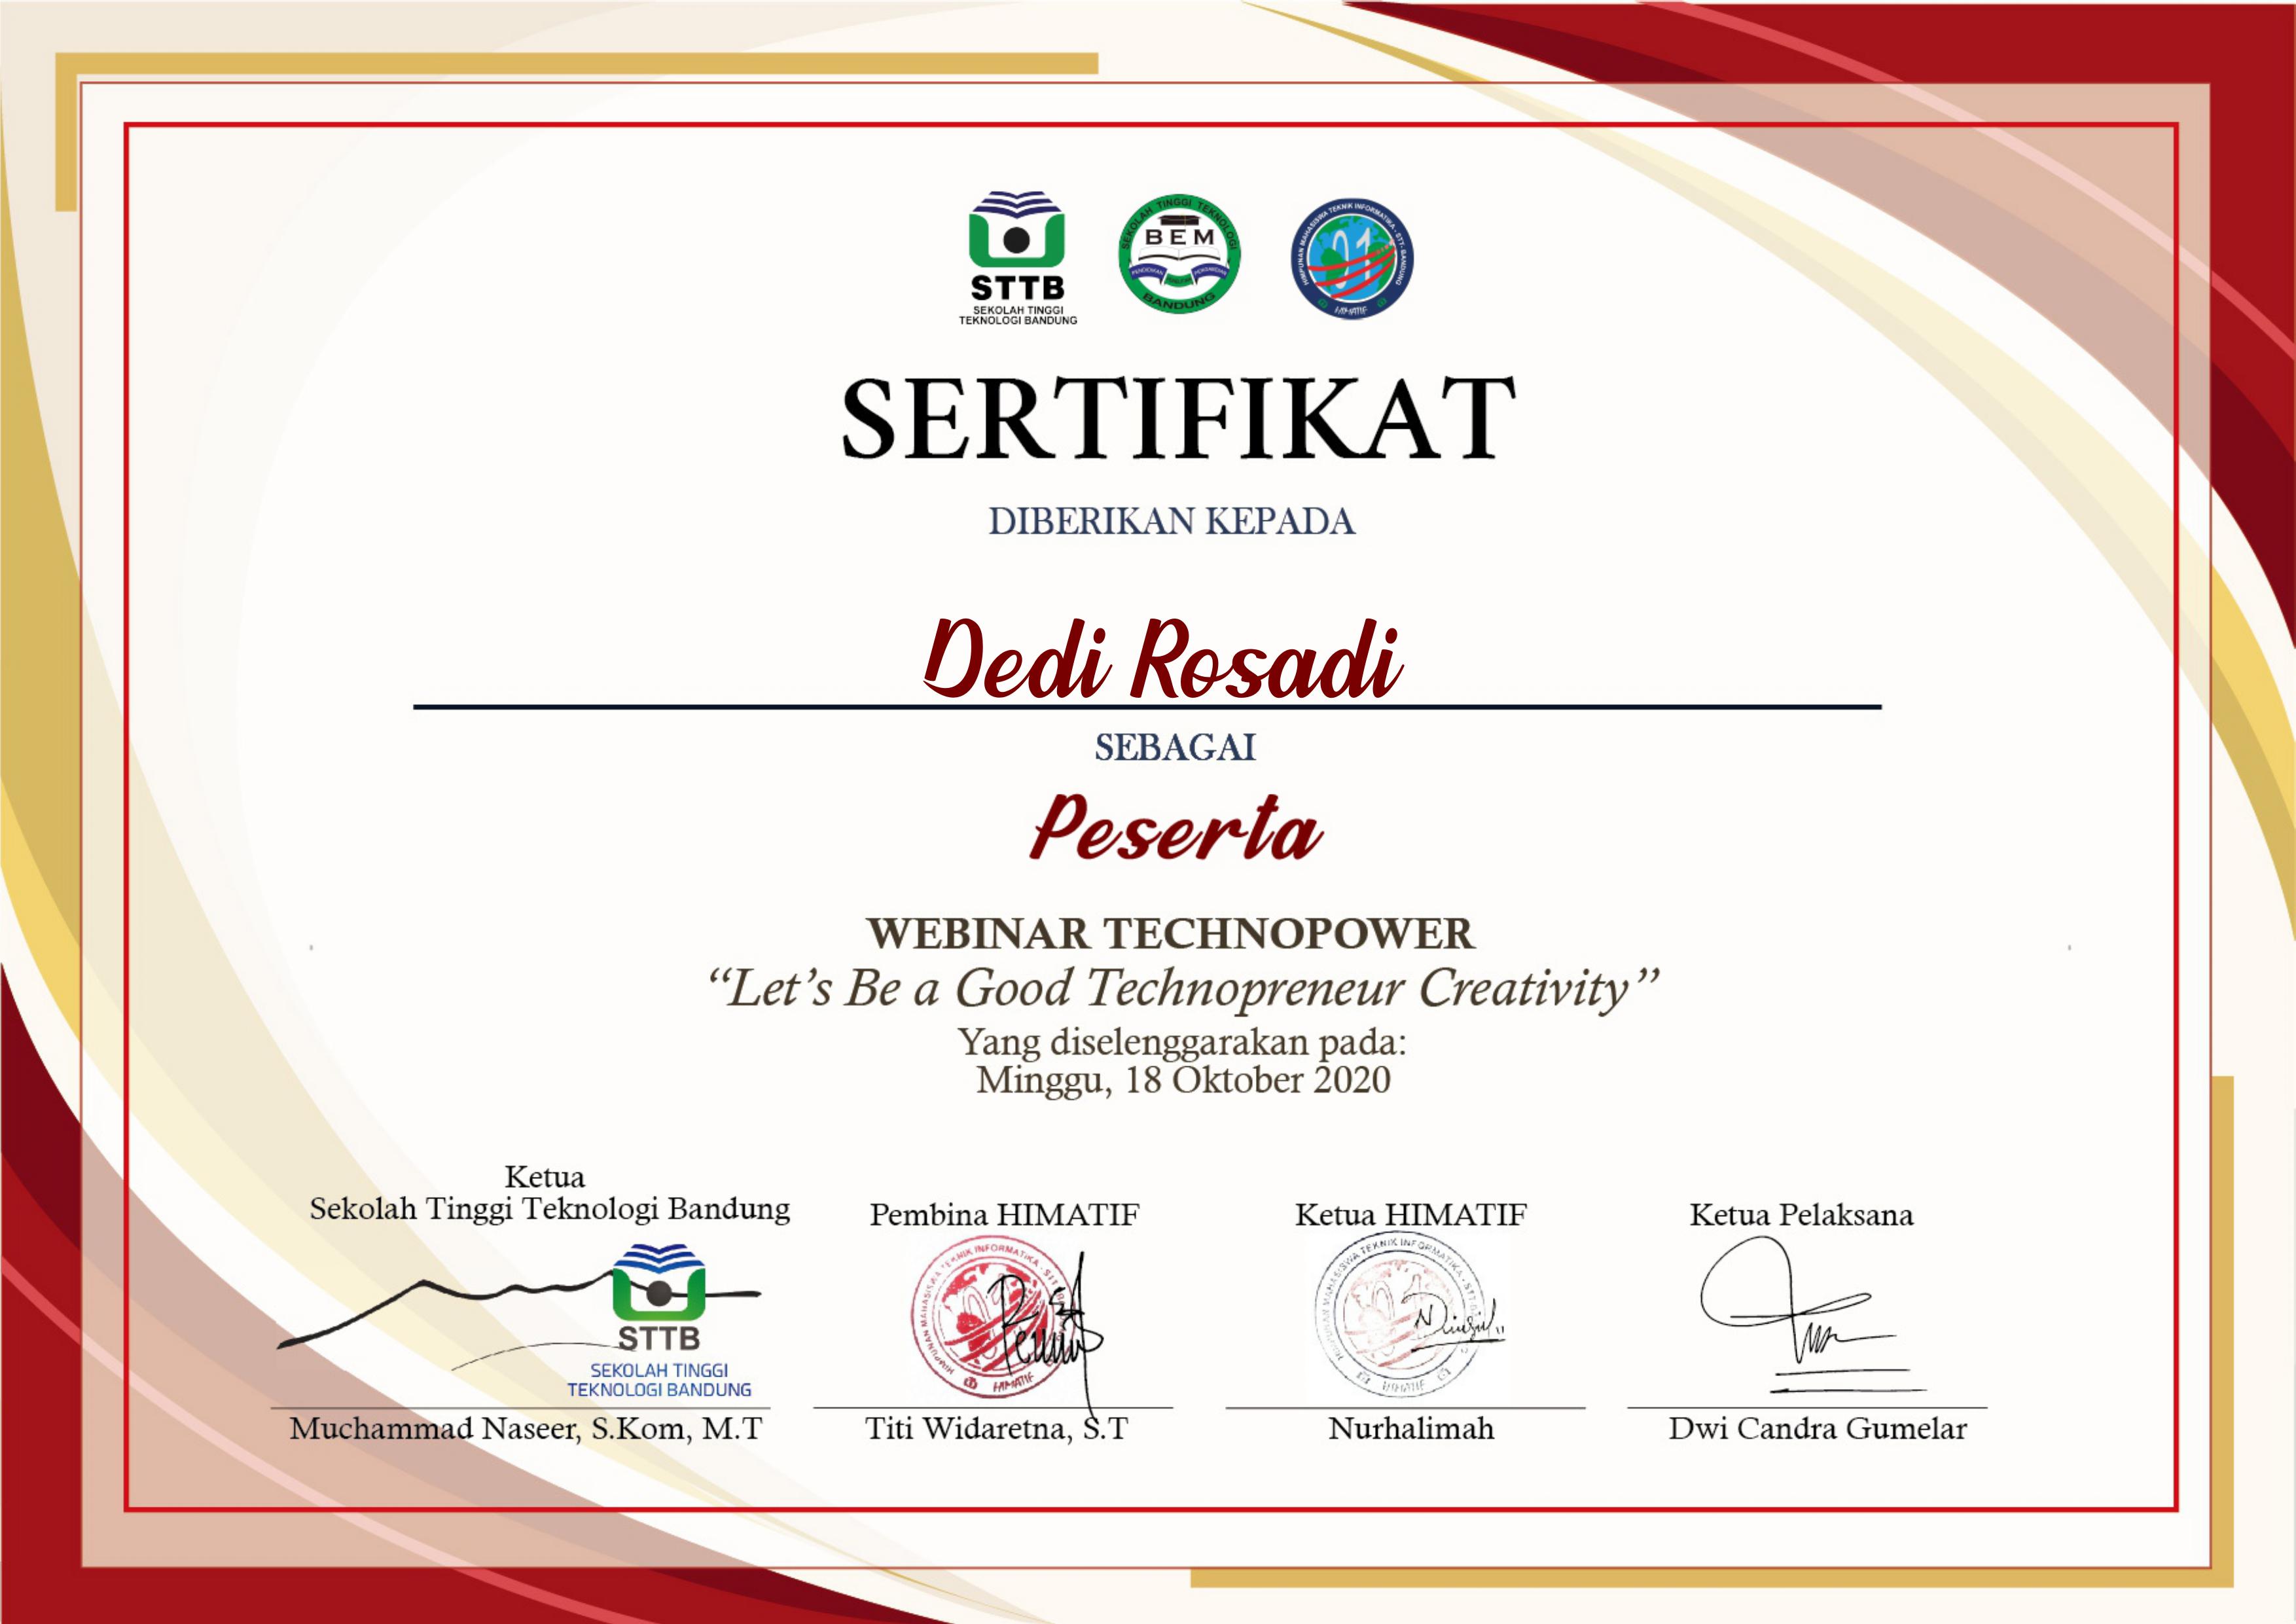 STTB
SEKOLAH TINGGI
TEKNOLOGI BANDUNG
SEKOLAH TINGGI TEKNOLOGI
BEM
BANDUNG
HIMPUNAN MAHASISWA TEKNIK INFORMATIKA - STT- BANDUNG
01
HIMATIF
SERTIFIKAT
DIBERIKAN KEPADA
Dedi Rosadi
SEBAGAI
Peserta
WEBINAR TECHNOPOWER
“Let’s Be a Good Technopreneur Creativity”
Yang diselenggarakan pada:
Minggu, 18 Oktober 2020
Ketua
Sekolah Tinggi Teknologi Bandung
Pembina HIMATIF
Ketua HIMATIF
Ketua Pelaksana
STTB
SEKOLAH TINGGI
TEKNOLOGI BANDUNG
HIMATIF
HIMATIF
Muchammad Naseer, S.Kom, M.T
Titi Widaretna, S.T
Nurhalimah
Dwi Candra Gumelar